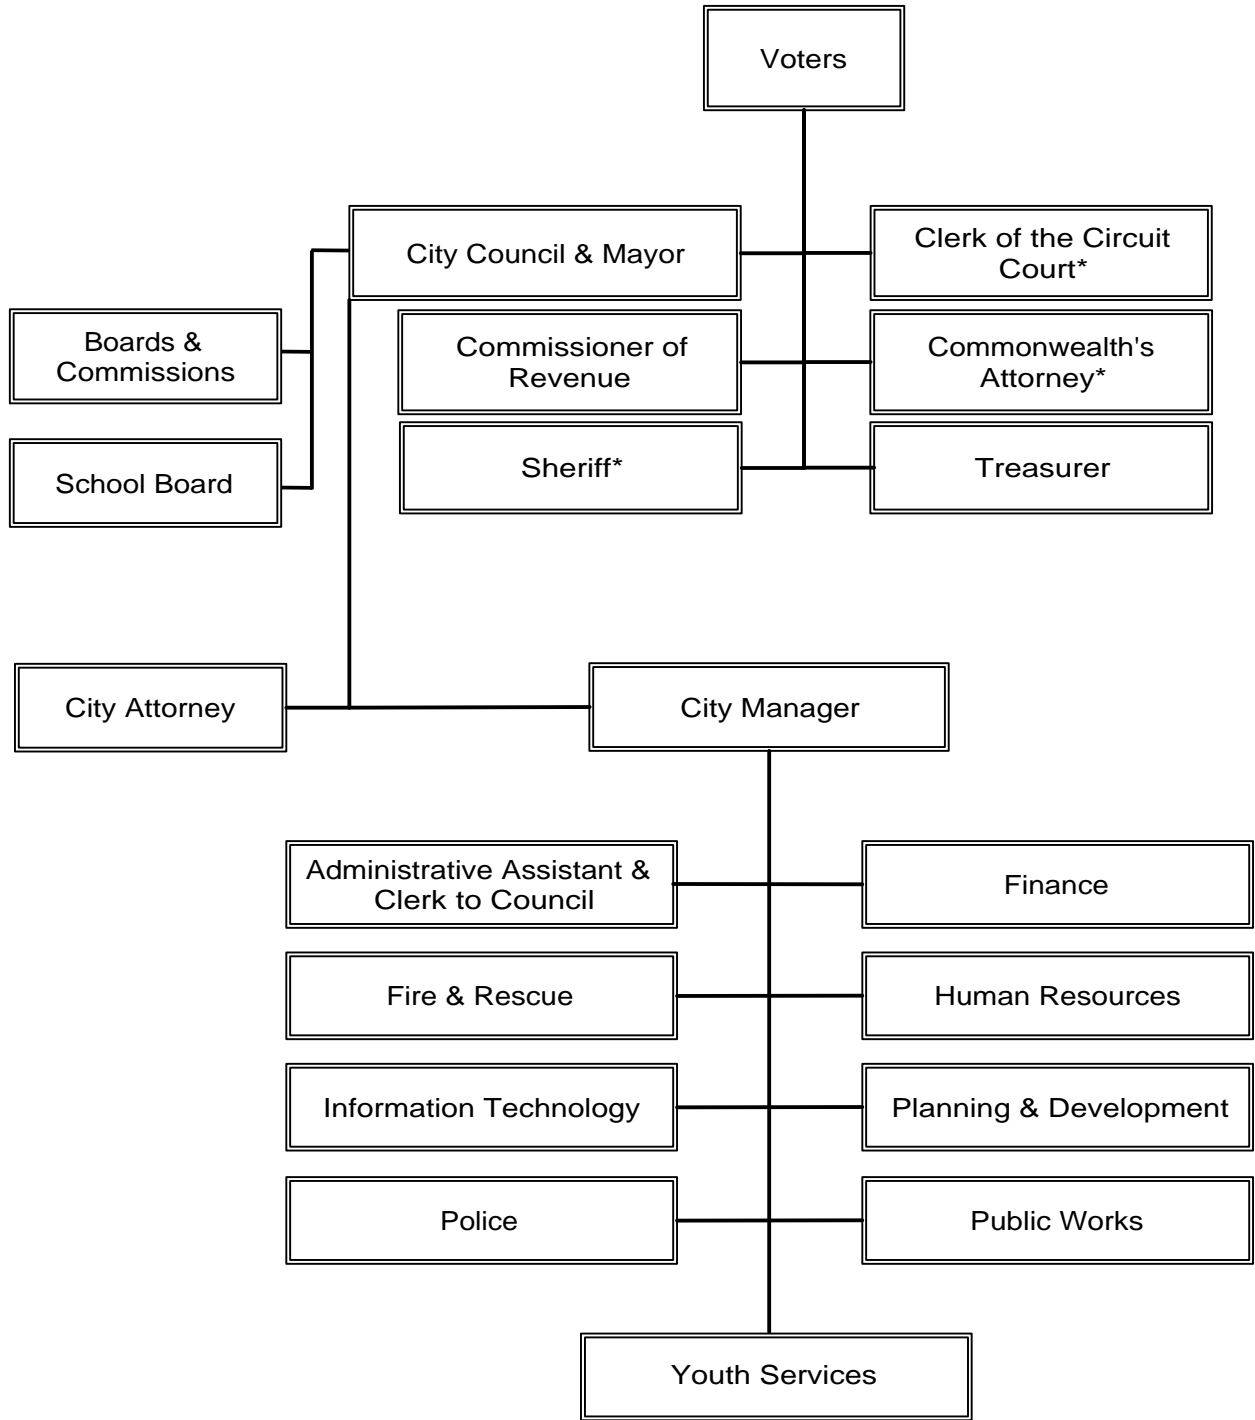 Voters
City Council & Mayor
Clerk of the Circuit
Court*
Boards &
Commissions
Commissioner of
Revenue
Commonwealth's
Attorney*
School Board
Sheriff*
Treasurer
City Attorney
City Manager
Administrative Assistant &
Clerk to Council
Finance
Fire & Rescue
Human Resources
Information Technology
Planning & Development
Police
Public Works
Youth Services